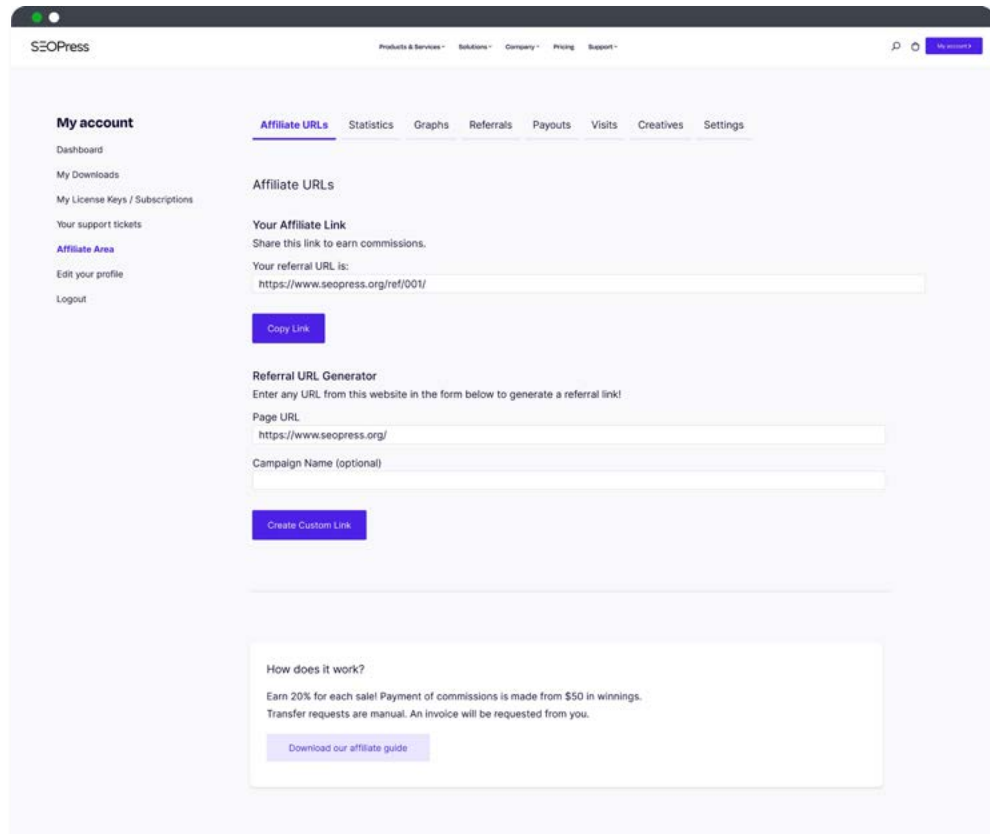 SEOPress
Products & Services Solutions Company Pricing Support
My account
My account
Dashboard
My Downloads
My License Keys / Subscriptions
Your support tickets
Affiliate Area
Edit your profile
Logout
Affiliate URLs Statistics Graphs Referrals Payouts Visits Creatives Settings
Affiliate URLs
Your Affiliate Link
Share this link to earn commissions.
Your referral URL is:
https://www.seopress.org/ref/001/
Copy Link
Referral URL Generator
Enter any URL from this website in the form below to generate a referral link!
Page URL
https://www.seopress.org/
Campaign Name (optional)
Create Custom Link
How does it work?
Earn 20% for each sale! Payment of commissions is made from $50 in winnings.
Transfer requests are manual. An invoice will be requested from you.
Download our affiliate guide